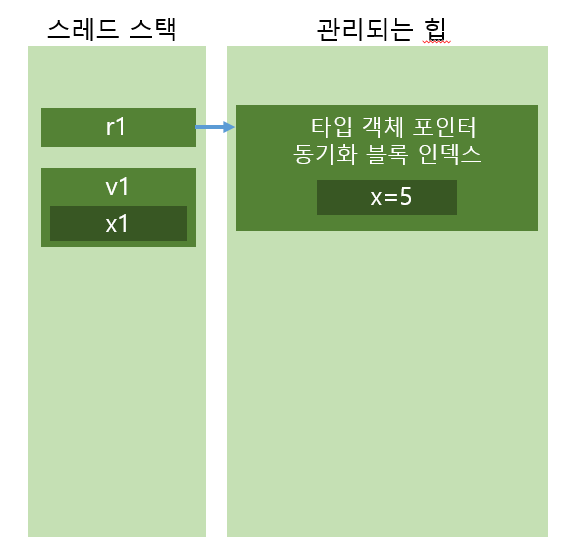 스레드 스택
관리되는 힙
r1
타입 객체 포인터
동기화 블록 인덱스
v1
x=5
x1